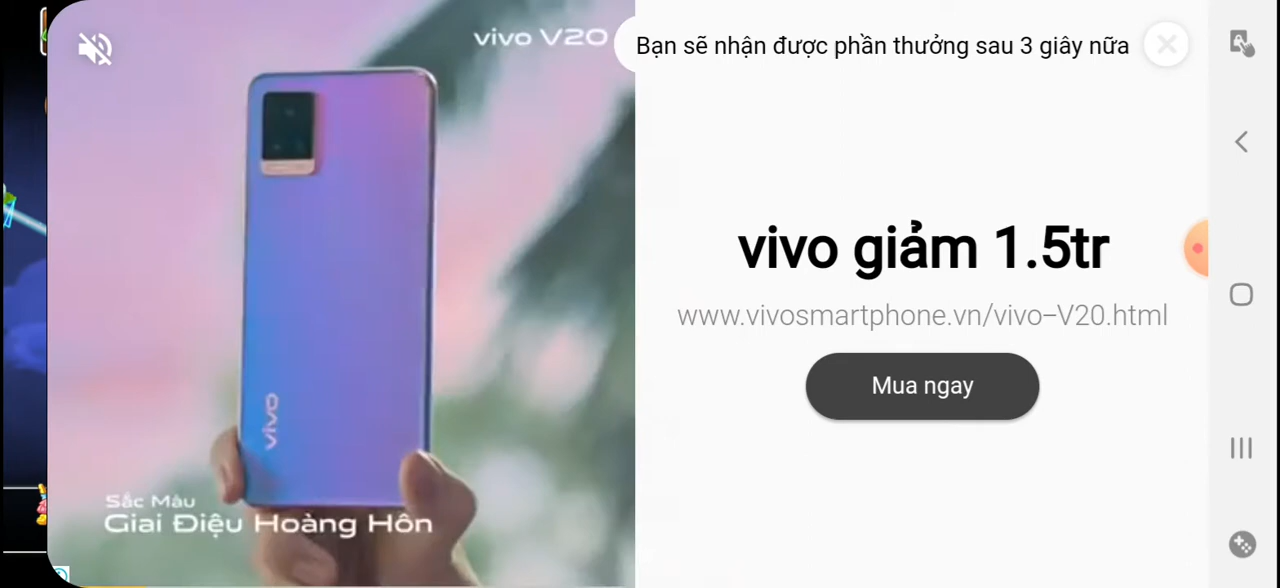 vivo V20
Bạn sẽ nhận được phần thưởng sau 3 giây nữa
vivo giảm 1.5tr
www.vivosmartphone.vn/vivo-V20.html
Mua ngay
vivo
Sắc Màu
Giai Điệu Hoàng Hôn